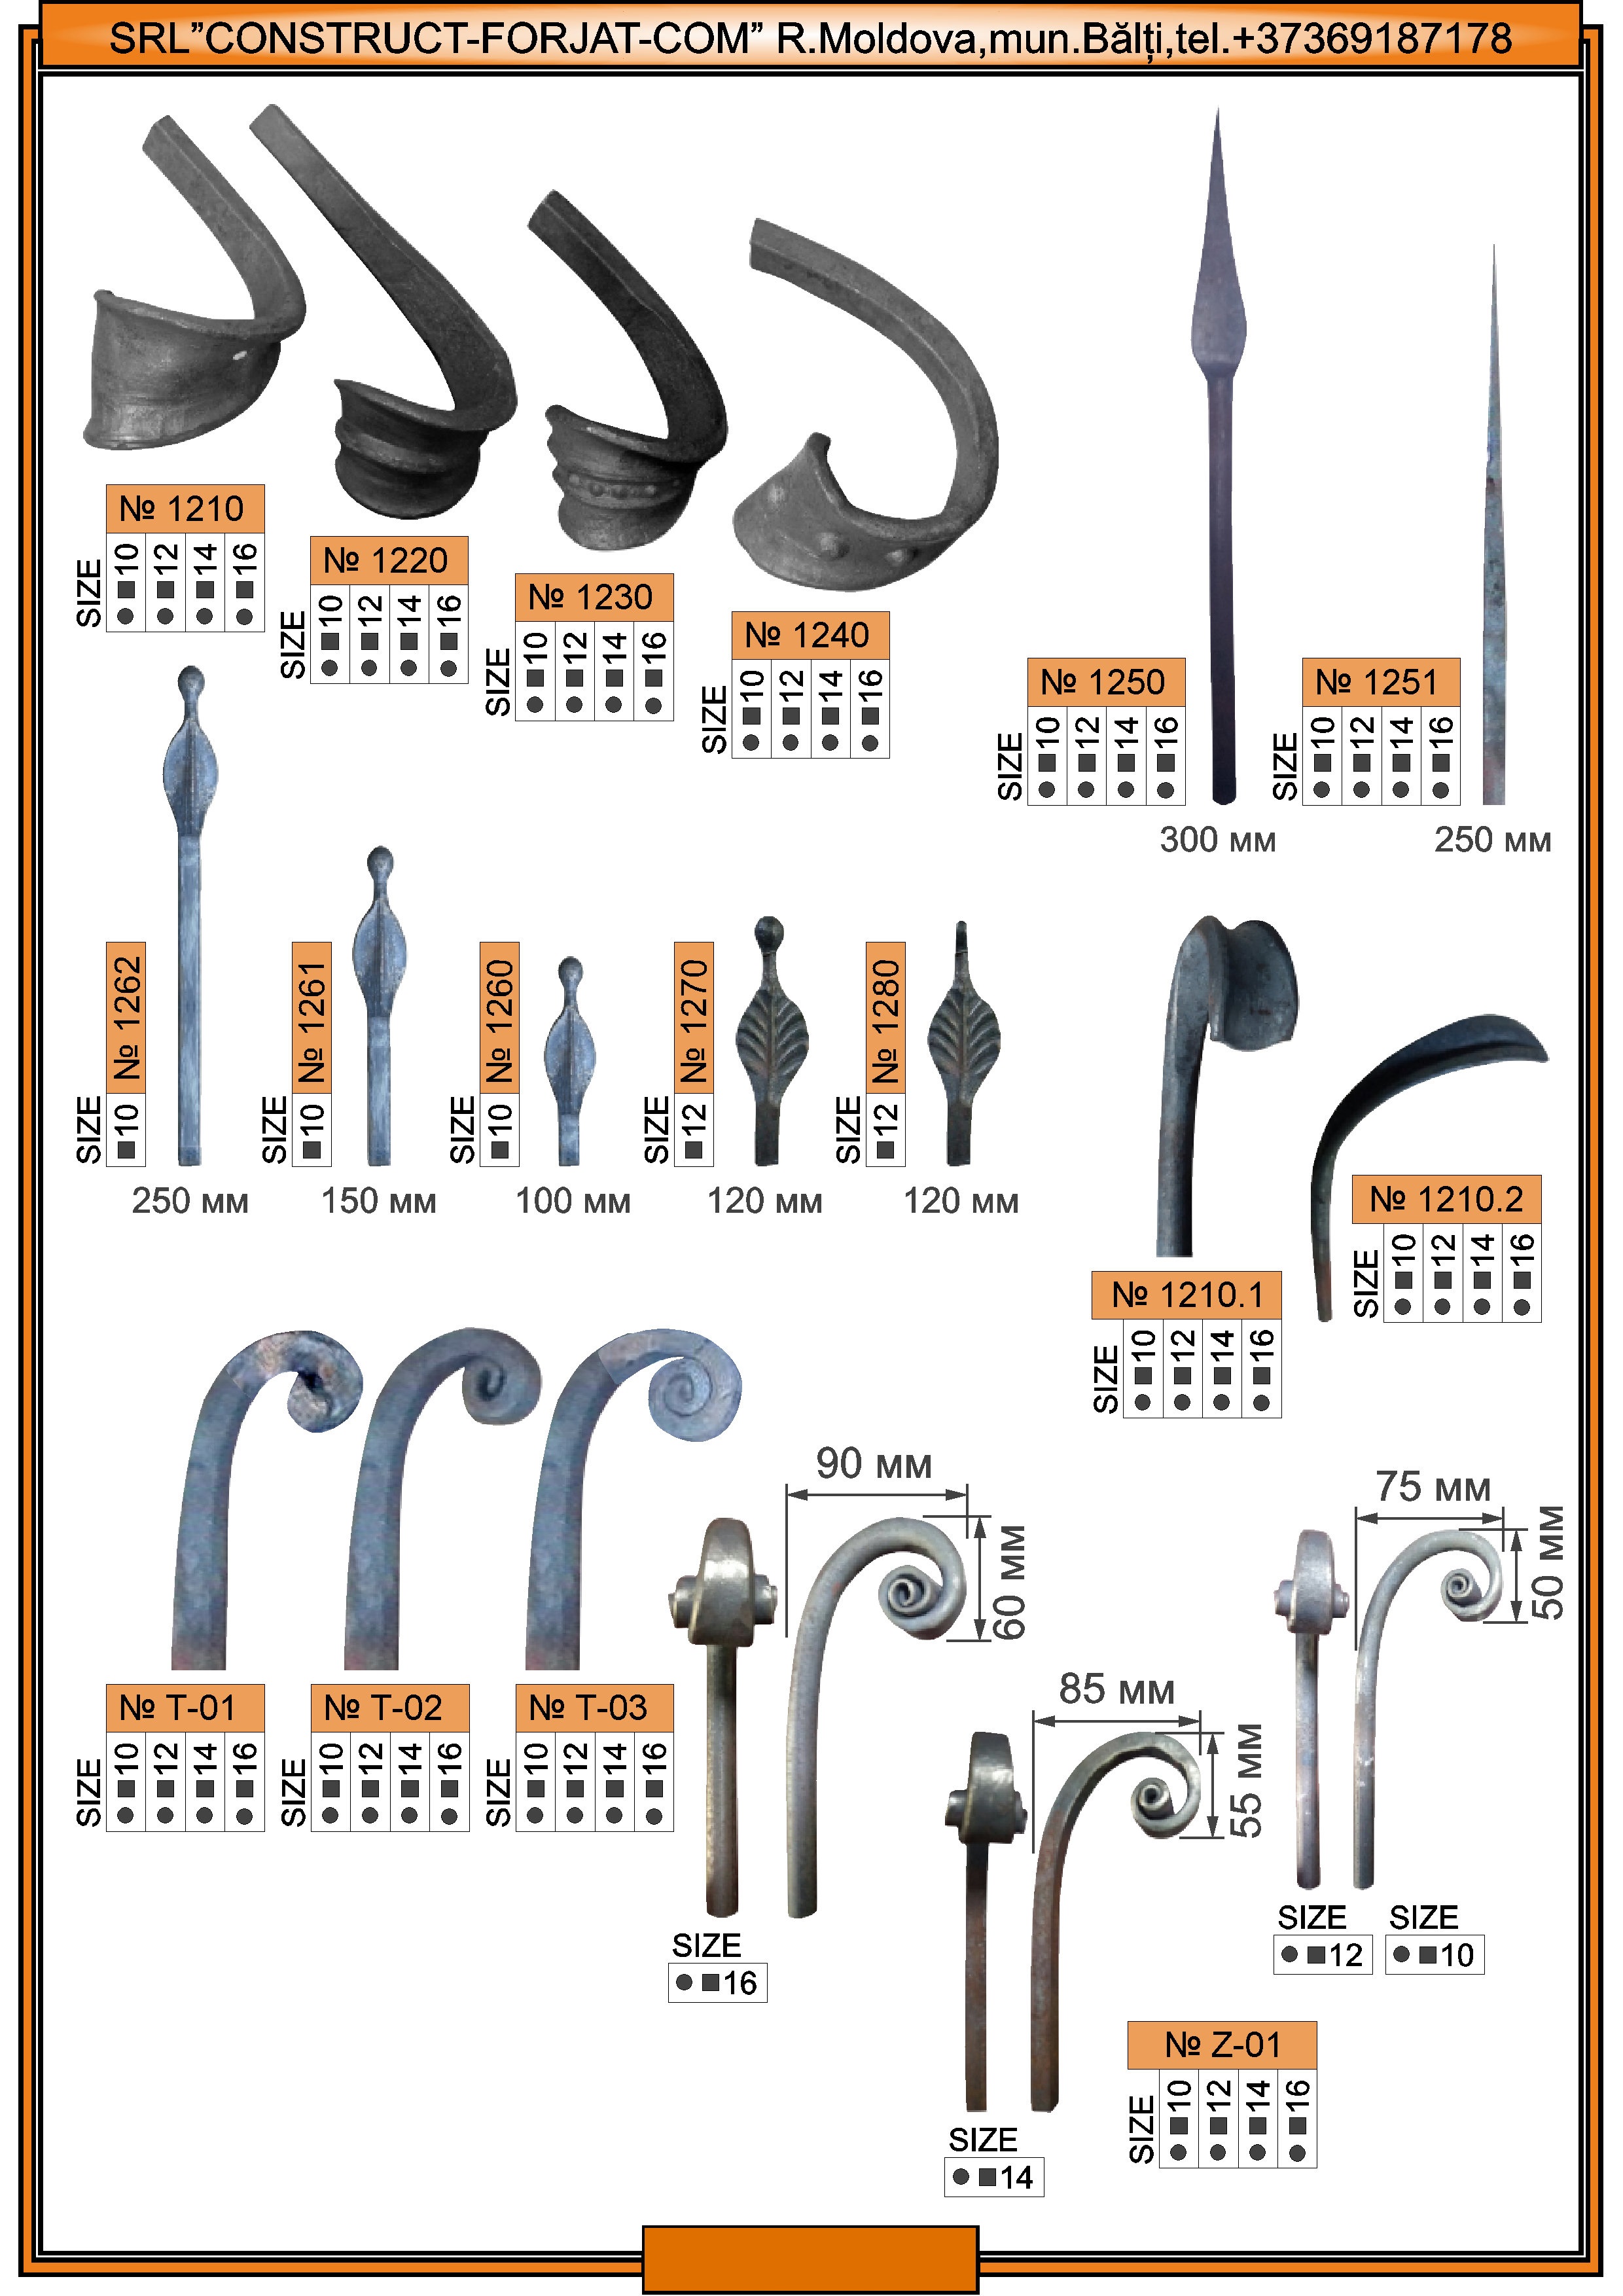 SRL”CONSTRUCT-FORJAT-COM” R.Moldova,mun.Bălți,tel.+37369187178
№ 1210
SIZE ●■10 ●■12 ●■14 ●■16
№ 1220
SIZE ●■10 ●■12 ●■14 ●■16
№ 1230
SIZE ●■10 ●■12 ●■14 ●■16
№ 1240
SIZE ●■10 ●■12 ●■14 ●■16
№ 1250
SIZE ●■10 ●■12 ●■14 ●■16
300 мм
№ 1251
SIZE ●■10 ●■12 ●■14 ●■16
250 мм
№ 1262
SIZE ■10
250 мм
№ 1261
SIZE ■10
150 мм
№ 1260
SIZE ■10
100 мм
№ 1270
SIZE ■12
120 мм
№ 1280
SIZE ■12
120 мм
№ 1210.1
SIZE ●■10 ●■12 ●■14 ●■16
№ 1210.2
SIZE ●■10 ●■12 ●■14 ●■16
№ T-01
SIZE ●■10 ●■12 ●■14 ●■16
№ T-02
SIZE ●■10 ●■12 ●■14 ●■16
№ T-03
SIZE ●■10 ●■12 ●■14 ●■16
90 мм
60 мм
SIZE
●■16
85 мм
55 мм
SIZE
●■14
75 мм
50 мм
SIZE
●■12
SIZE
●■10
№ Z-01
SIZE ●■10 ●■12 ●■14 ●■16